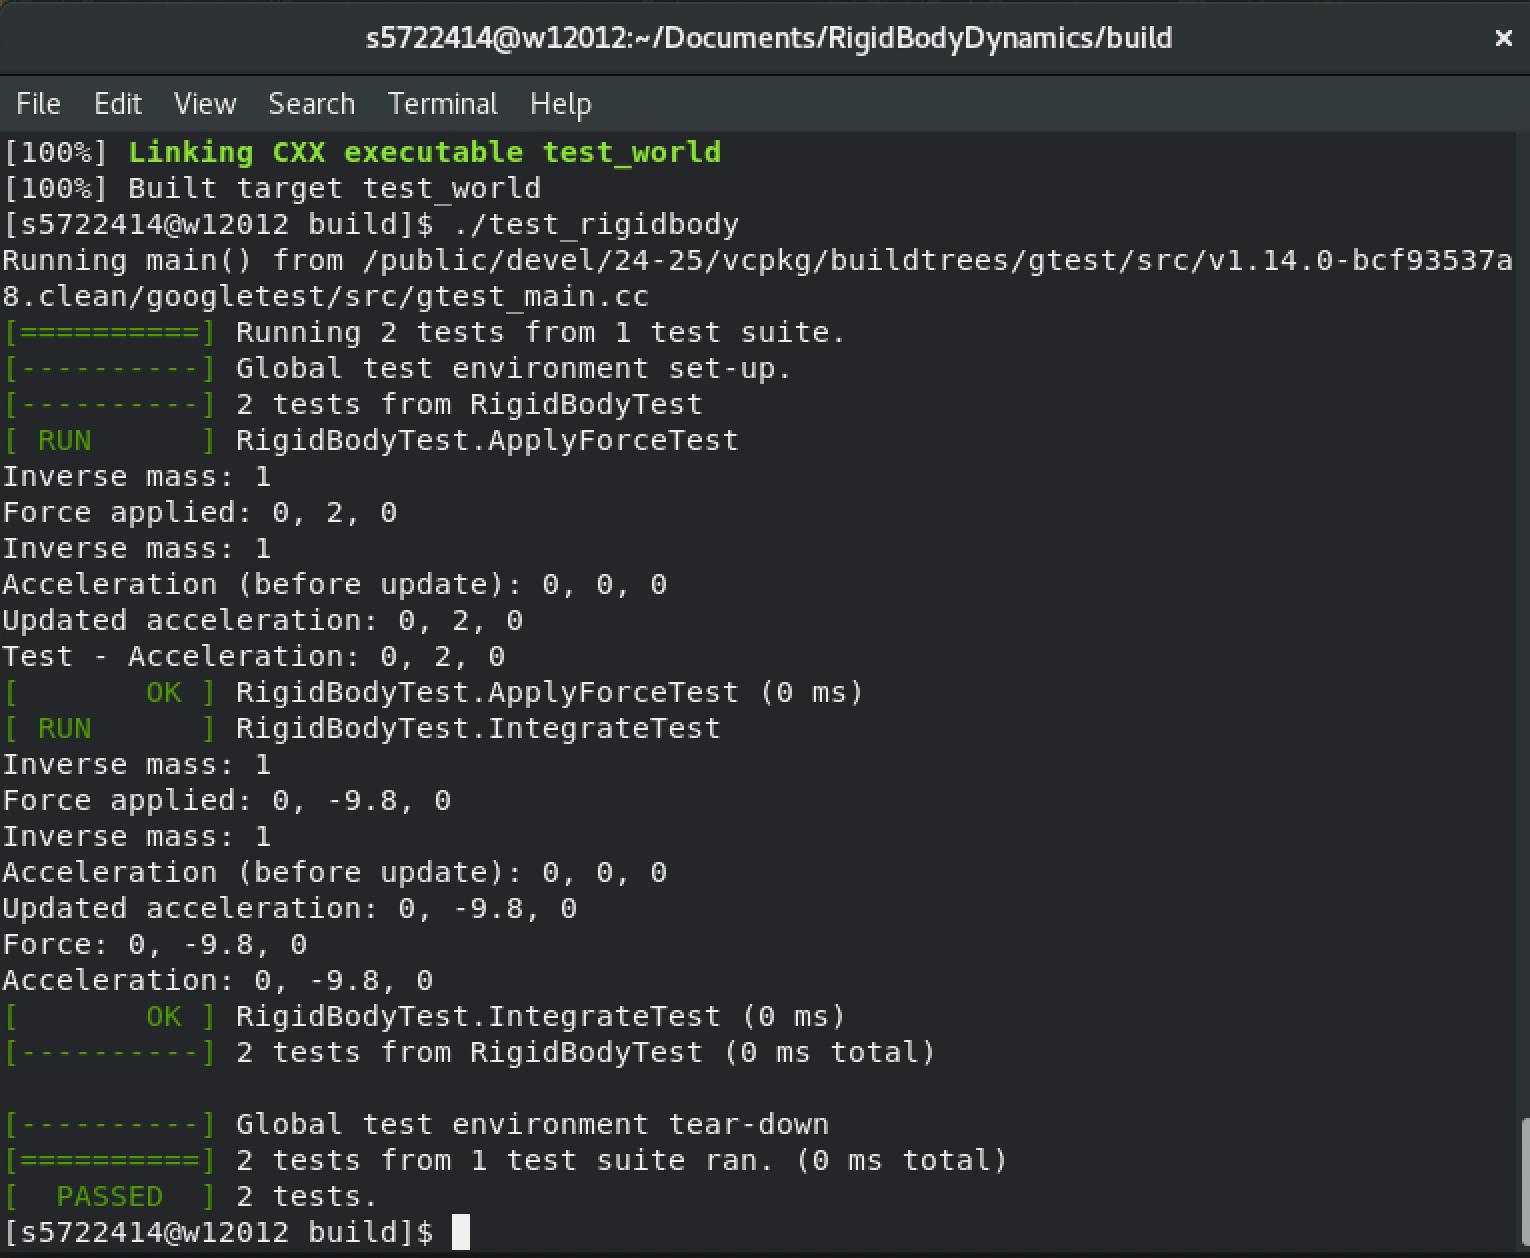 s5722414@w12012:~/Documents/RigidBodyDynamics/build ×
File Edit View Search Terminal Help
[100%] Linking CXX executable test_world
[100%] Built target test_world
[s5722414@w12012 build]$ ./test_rigidbody
Running main() from /public/devel/24-25/vcpkg/buildtrees/gtest/src/v1.14.0-bcf93537a
8.clean/googletest/src/gtest_main.cc
[==========] Running 2 tests from 1 test suite.
[----------] Global test environment set-up.
[----------] 2 tests from RigidBodyTest
[ RUN      ] RigidBodyTest.ApplyForceTest
Inverse mass: 1
Force applied: 0, 2, 0
Inverse mass: 1
Acceleration (before update): 0, 0, 0
Updated acceleration: 0, 2, 0
Test - Acceleration: 0, 2, 0
[       OK ] RigidBodyTest.ApplyForceTest (0 ms)
[ RUN      ] RigidBodyTest.IntegrateTest
Inverse mass: 1
Force applied: 0, -9.8, 0
Inverse mass: 1
Acceleration (before update): 0, 0, 0
Updated acceleration: 0, -9.8, 0
Force: 0, -9.8, 0
Acceleration: 0, -9.8, 0
[       OK ] RigidBodyTest.IntegrateTest (0 ms)
[----------] 2 tests from RigidBodyTest (0 ms total)
[----------] Global test environment tear-down
[==========] 2 tests from 1 test suite ran. (0 ms total)
[  PASSED  ] 2 tests.
[s5722414@w12012 build]$